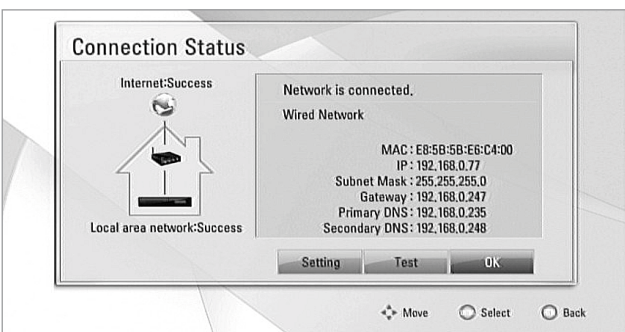 Connection Status
Internet:Success
Local area network:Success
Network is connected.
Wired Network
MAC : E8:5B:5B:E6:C4:00
IP : 192.168.0.77
Subnet Mask : 255.255.255.0
Gateway : 192.168.0.247
Primary DNS : 192.168.0.235
Secondary DNS : 192.168.0.248
Setting Test OK
Move Select Back